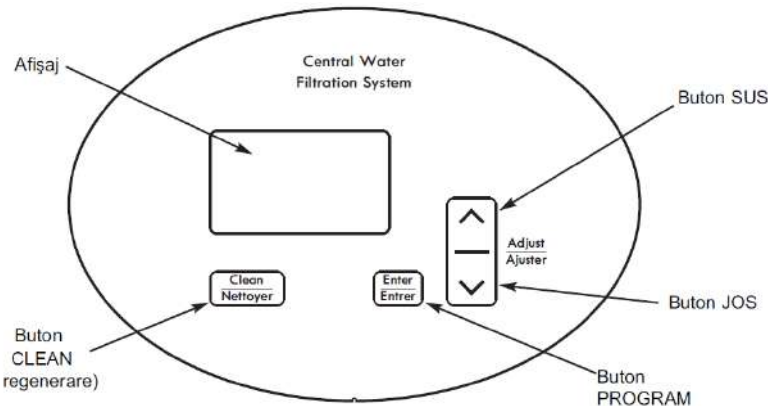 Afişaj
Central Water
Filtration System
Buton SUS
Adjust
Ajuster
Clean
Nettoyer
Enter
Entrer
Buton JOS
Buton
CLEAN
regenerare)
Buton
PROGRAM